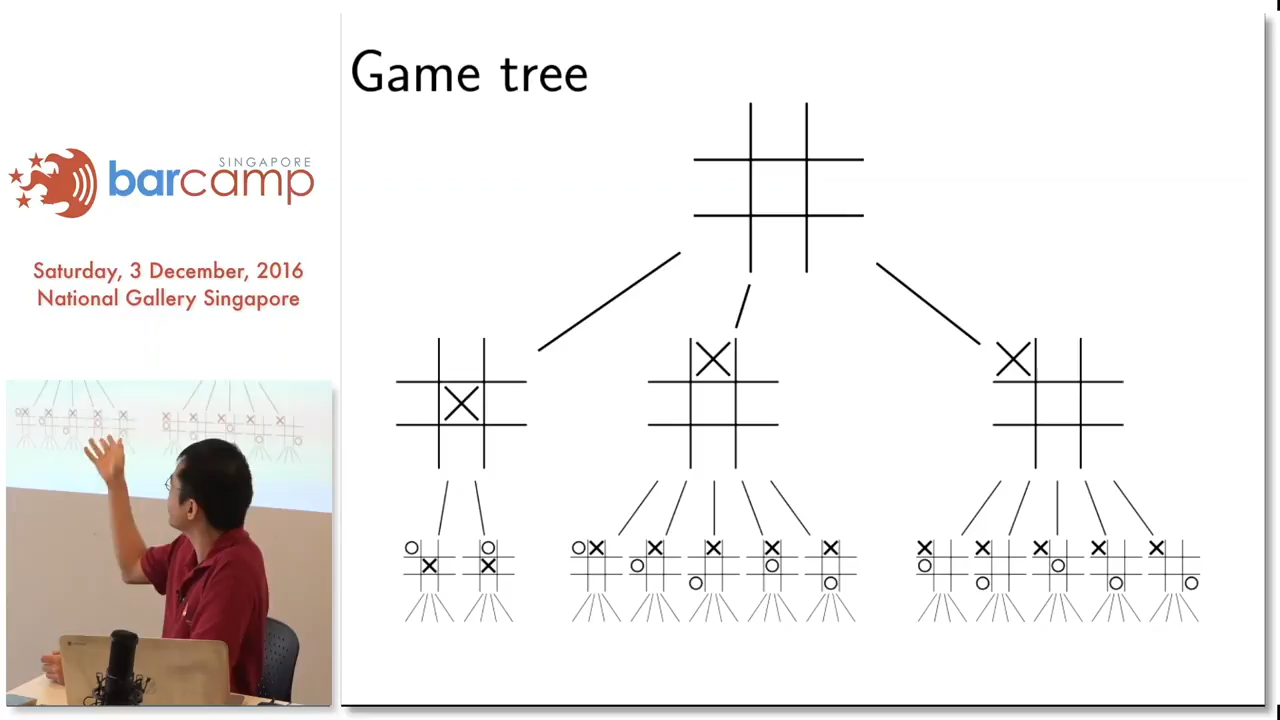 Game tree
SINGAPORE
barcamp
Saturday, 3 December, 2016
National Gallery Singapore